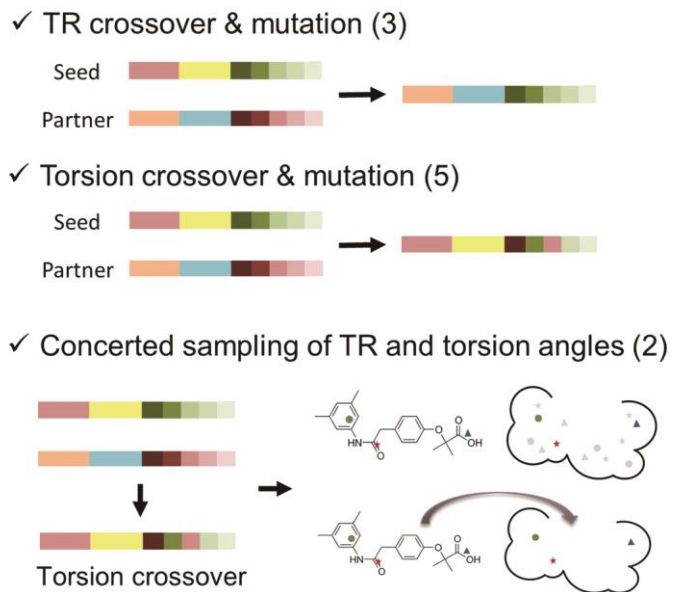 ✓ TR crossover & mutation (3)
Seed
Partner
✓ Torsion crossover & mutation (5)
Seed
Partner
✓ Concerted sampling of TR and torsion angles (2)
O
O
OH
HN
O
O
O
OH
HN
O
Torsion crossover